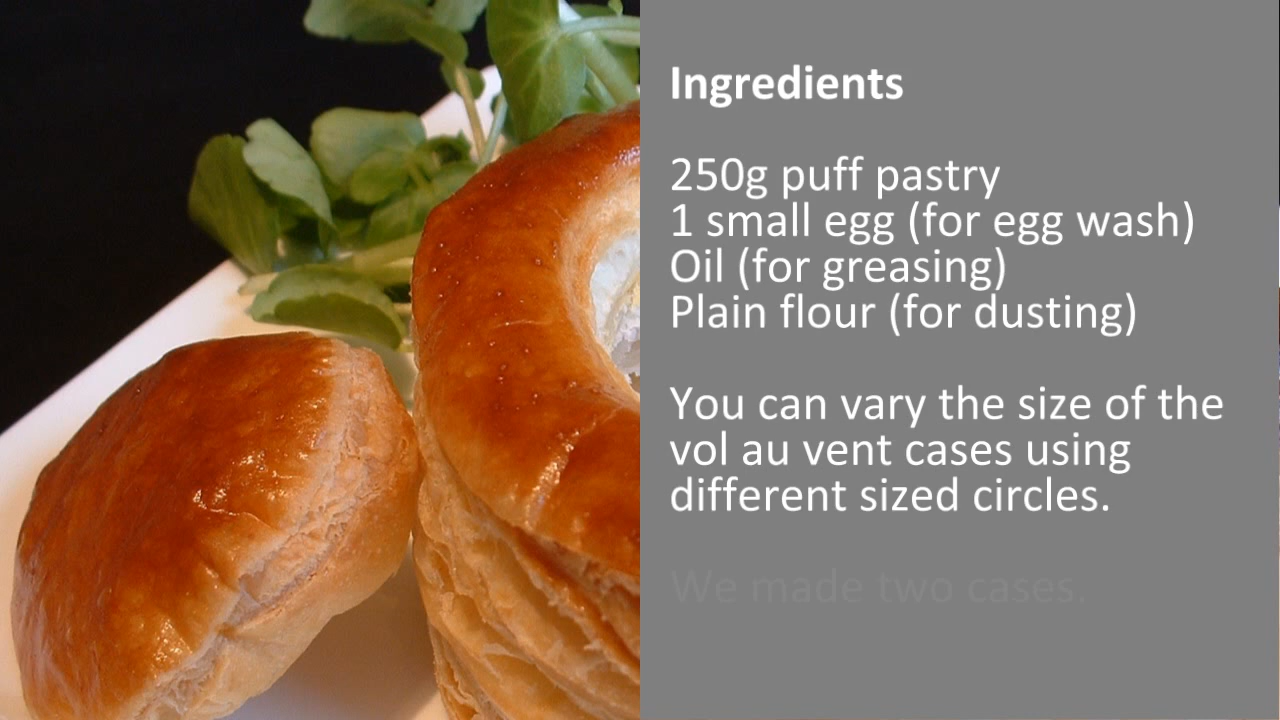 Ingredients
250g puff pastry
1 small egg (for egg wash)
Oil (for greasing)
Plain flour (for dusting)
You can vary the size of the
vol au vent cases using
different sized circles.
We made two cases.